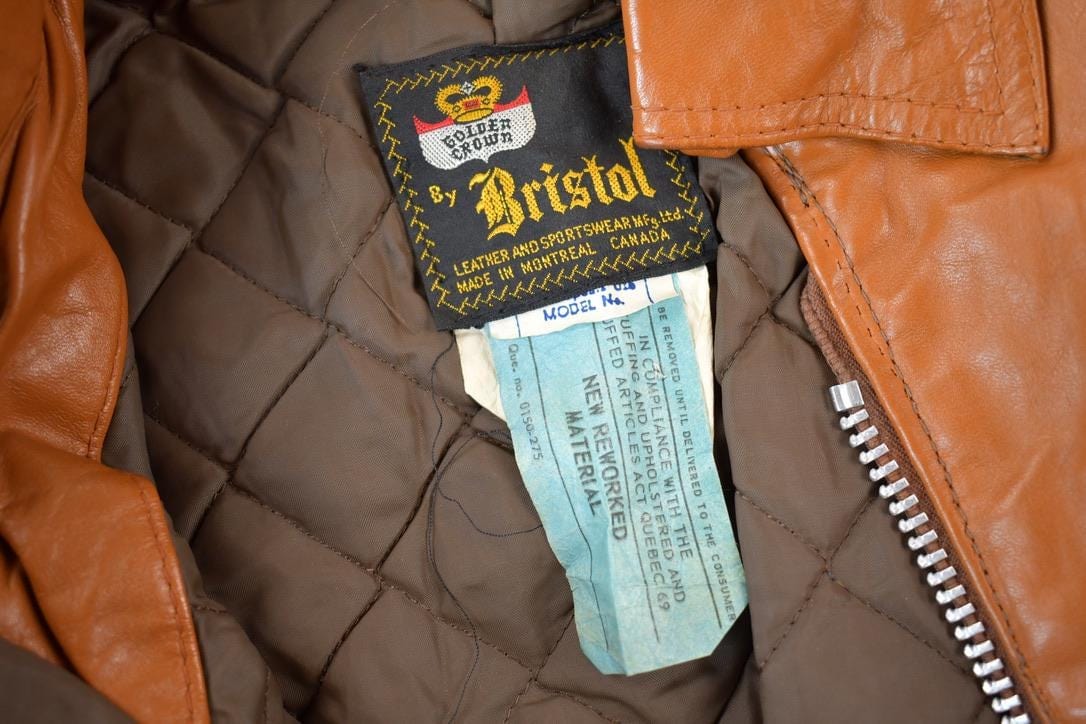 GOLDEN
CROWN
By Bristol
LEATHER AND SPORTSWEAR Mfg. Ltd.
MADE IN MONTREAL CANADA
MODEL No.
BE REMOVED UNTIL DELIVERED TO THE CONSUMER
IN COMPLIANCE WITH THE
UFFING AND UPHOLSTERED AND
UFFED ARTICLES ACT QUEBEC 69
NEW REWORKED
MATERIAL
Que. no. 0150-275